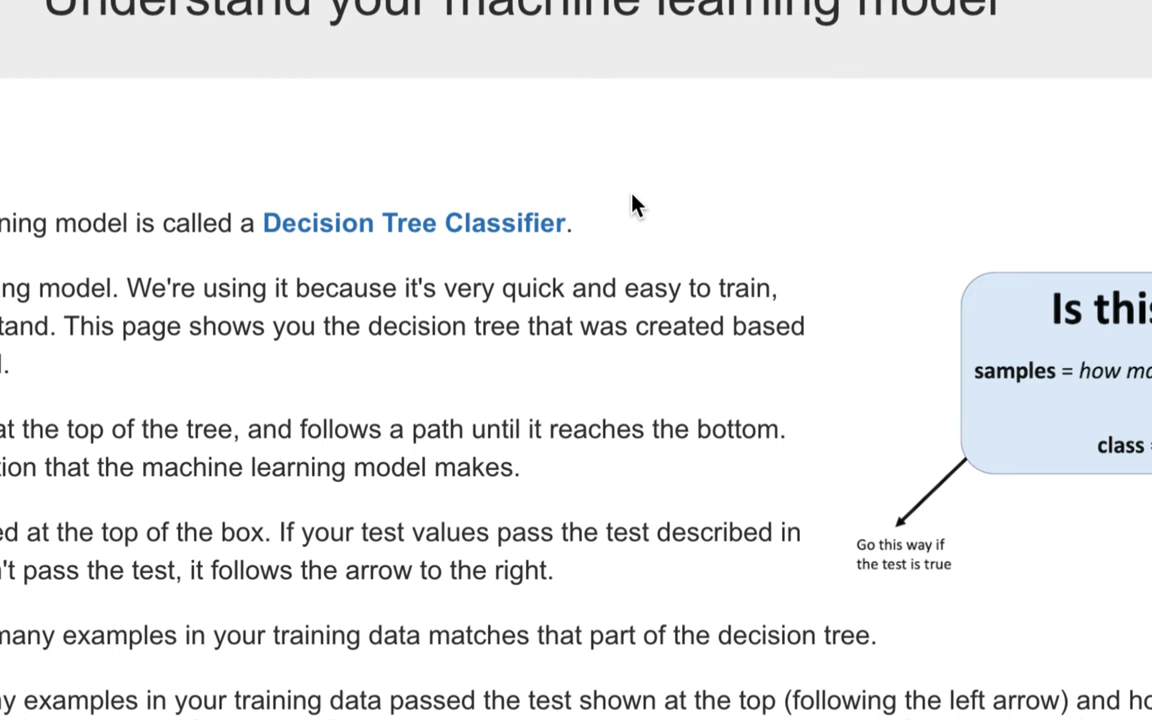 Understand your machine learning model
ning model is called a Decision Tree Classifier.
ng model. We're using it because it's very quick and easy to train,
tand. This page shows you the decision tree that was created based
l.
at the top of the tree, and follows a path until it reaches the bottom.
tion that the machine learning model makes.
ed at the top of the box. If your test values pass the test described in
n't pass the test, it follows the arrow to the right.
many examples in your training data matches that part of the decision tree.
ny examples in your training data passed the test shown at the top (following the left arrow) and ho
Is this
samples = how ma
class =
Go this way if
the test is true